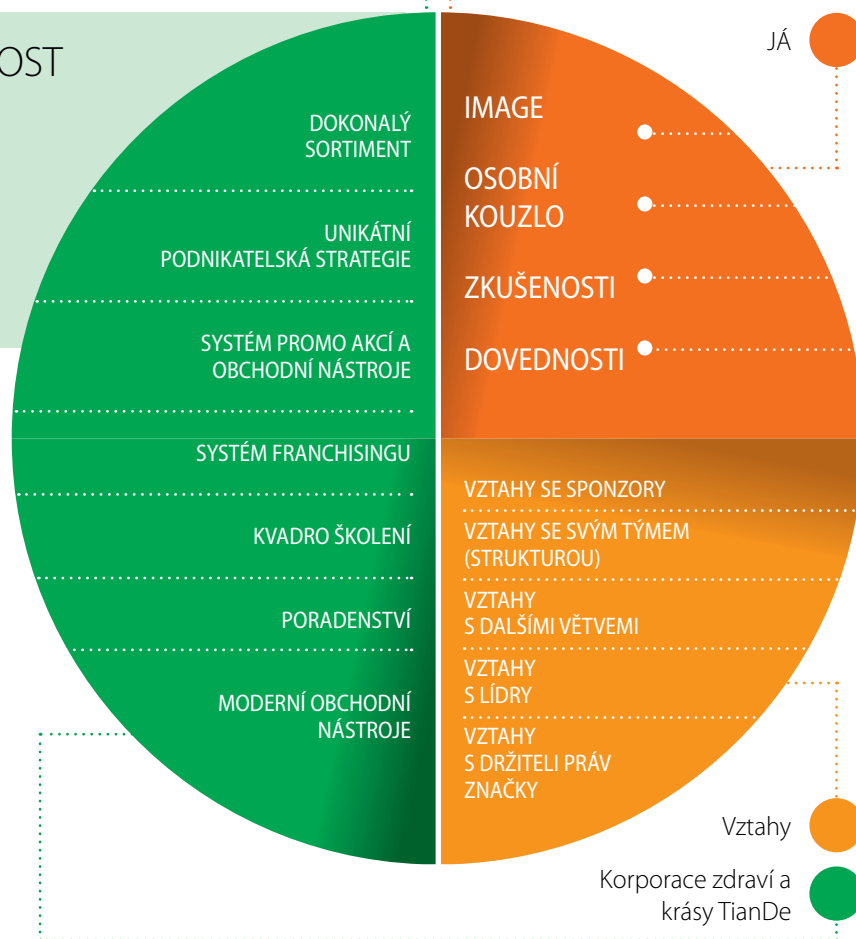 OST
DOKONALÝ
SORTIMENT
UNIKÁTNÍ
PODNIKATELSKÁ STRATEGIE
SYSTÉM PROMO AKCÍ A
OBCHODNÍ NÁSTROJE
SYSTÉM FRANCHISINGU
KVADRO ŠKOLENÍ
PORADENSTVÍ
MODERNÍ OBCHODNÍ
NÁSTROJE
JÁ
IMAGE
OSOBNÍ
KOUZLO
ZKUŠENOSTI
DOVEDNOSTI
VZTAHY SE SPONZORY
VZTAHY SE SVÝM TÝMEM
(STRUKTUROU)
VZTAHY
S DALŠÍMI VĚTVEMI
VZTAHY
S LÍDRY
VZTAHY
S DRŽITELI PRÁV
ZNAČKY
Vztahy
Korporace zdraví a
krásy TianDe